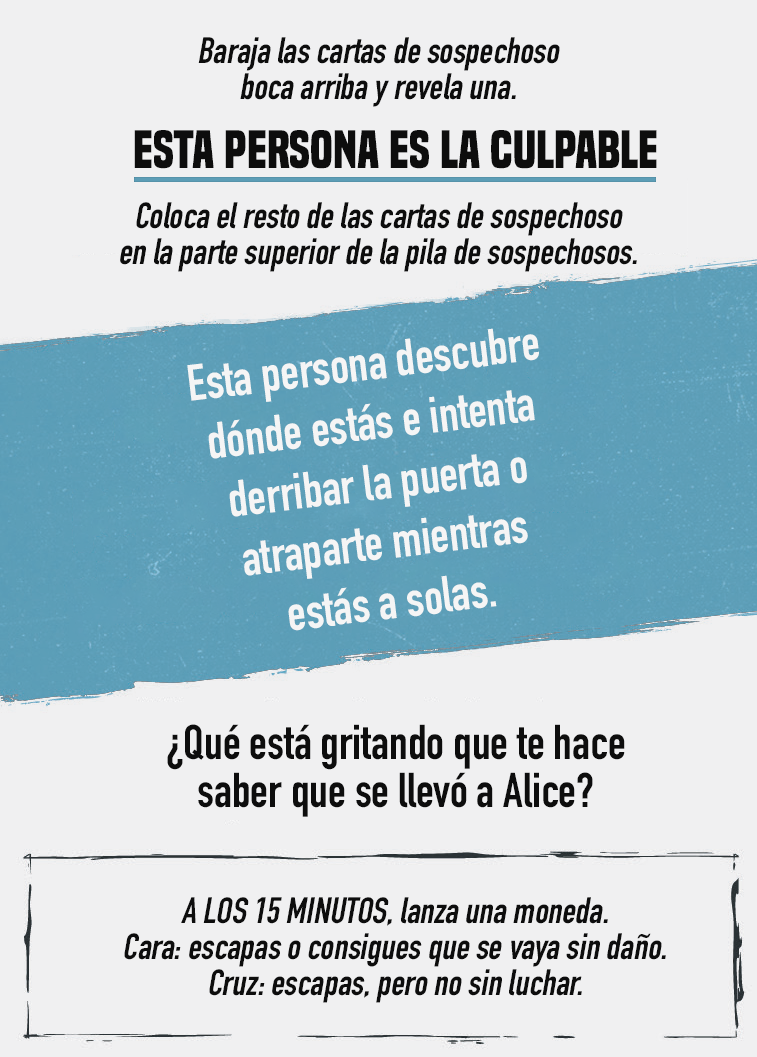 Baraja las cartas de sospechoso
boca arriba y revela una.
ESTA PERSONA ES LA CULPABLE
Coloca el resto de las cartas de sospechoso
en la parte superior de la pila de sospechosos.
Esta persona descubre
dónde estás e intenta
derribar la puerta o
atraparte mientras
estás a solas.
¿Qué está gritando que te hace
saber que se llevó a Alice?
A LOS 15 MINUTOS, lanza una moneda.
Cara: escapas o consigues que se vaya sin daño.
Cruz: escapas, pero no sin luchar.